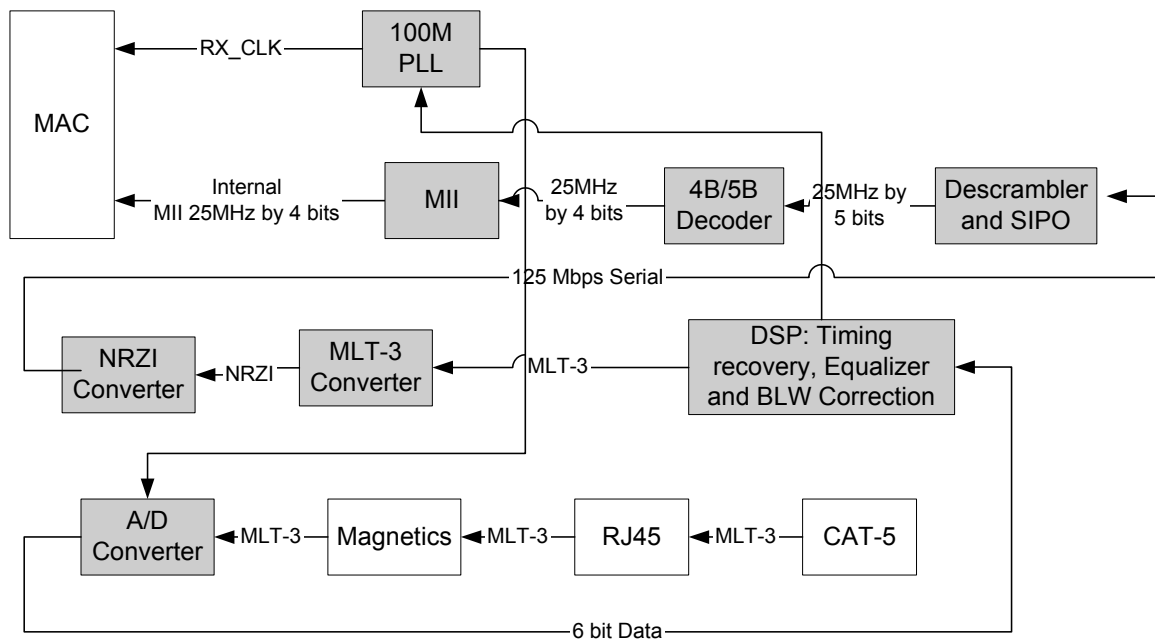 100M
PLL
RX_CLK
MAC
Internal
MII 25MHz by 4 bits
MII
25MHz
by 4 bits
4B/5B
Decoder
25MHz by
5 bits
Descrambler
and SIPO
125 Mbps Serial
NRZI
Converter
NRZI
MLT-3
Converter
MLT-3
DSP: Timing
recovery, Equalizer
and BLW Correction
A/D
Converter
MLT-3
Magnetics
MLT-3
RJ45
MLT-3
CAT-5
6 bit Data